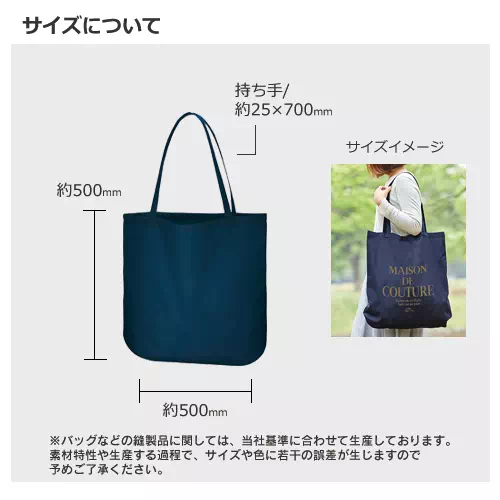 サイズについて
持ち手/
約25×700mm
サイズイメージ
約500mm
MAISON
DE
COUTURE
約500mm
※バッグなどの縫製品に関しては、当社基準に合わせて生産しております。
素材特性や生産する過程で、サイズや色に若干の誤差が生じますので
予めご了承ください。